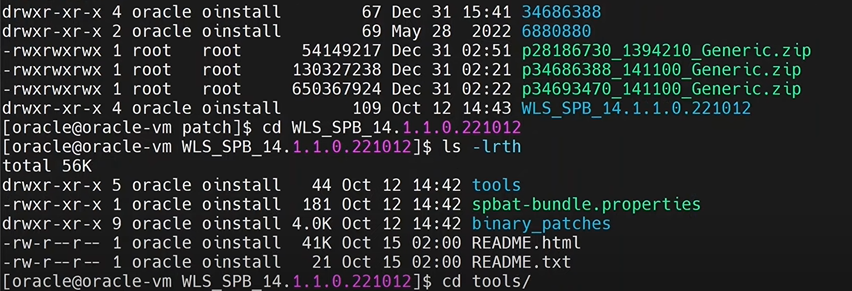 drwxr-xr-x 4 oracle oinstall        67 Dec 31 15:41 34686388
drwxr-xr-x 2 oracle oinstall        69 May 28  2022 6880880
-rwxrwxrwx 1 root   root      54149217 Dec 31 02:51 p28186730_1394210_Generic.zip
-rwxrwxrwx 1 root   root     130327238 Dec 31 02:21 p34686388_141100_Generic.zip
-rwxrwxrwx 1 root   root     650367924 Dec 31 02:22 p34693470_141100_Generic.zip
drwxr-xr-x 4 oracle oinstall       109 Oct 12 14:43 WLS_SPB_14.1.1.0.221012
[oracle@oracle-vm patch]$ cd WLS_SPB_14.1.1.0.221012
[oracle@oracle-vm WLS_SPB_14.1.1.0.221012]$ ls -lrth
total 56K
drwxr-xr-x 5 oracle oinstall   44 Oct 12 14:42 tools
-rwxr-xr-x 1 oracle oinstall  181 Oct 12 14:42 spbat-bundle.properties
drwxr-xr-x 9 oracle oinstall 4.0K Oct 12 14:42 binary_patches
-rw-r--r-- 1 oracle oinstall  41K Oct 15 02:00 README.html
-rw-r--r-- 1 oracle oinstall   21 Oct 15 02:00 README.txt
[oracle@oracle-vm WLS_SPB_14.1.1.0.221012]$ cd tools/